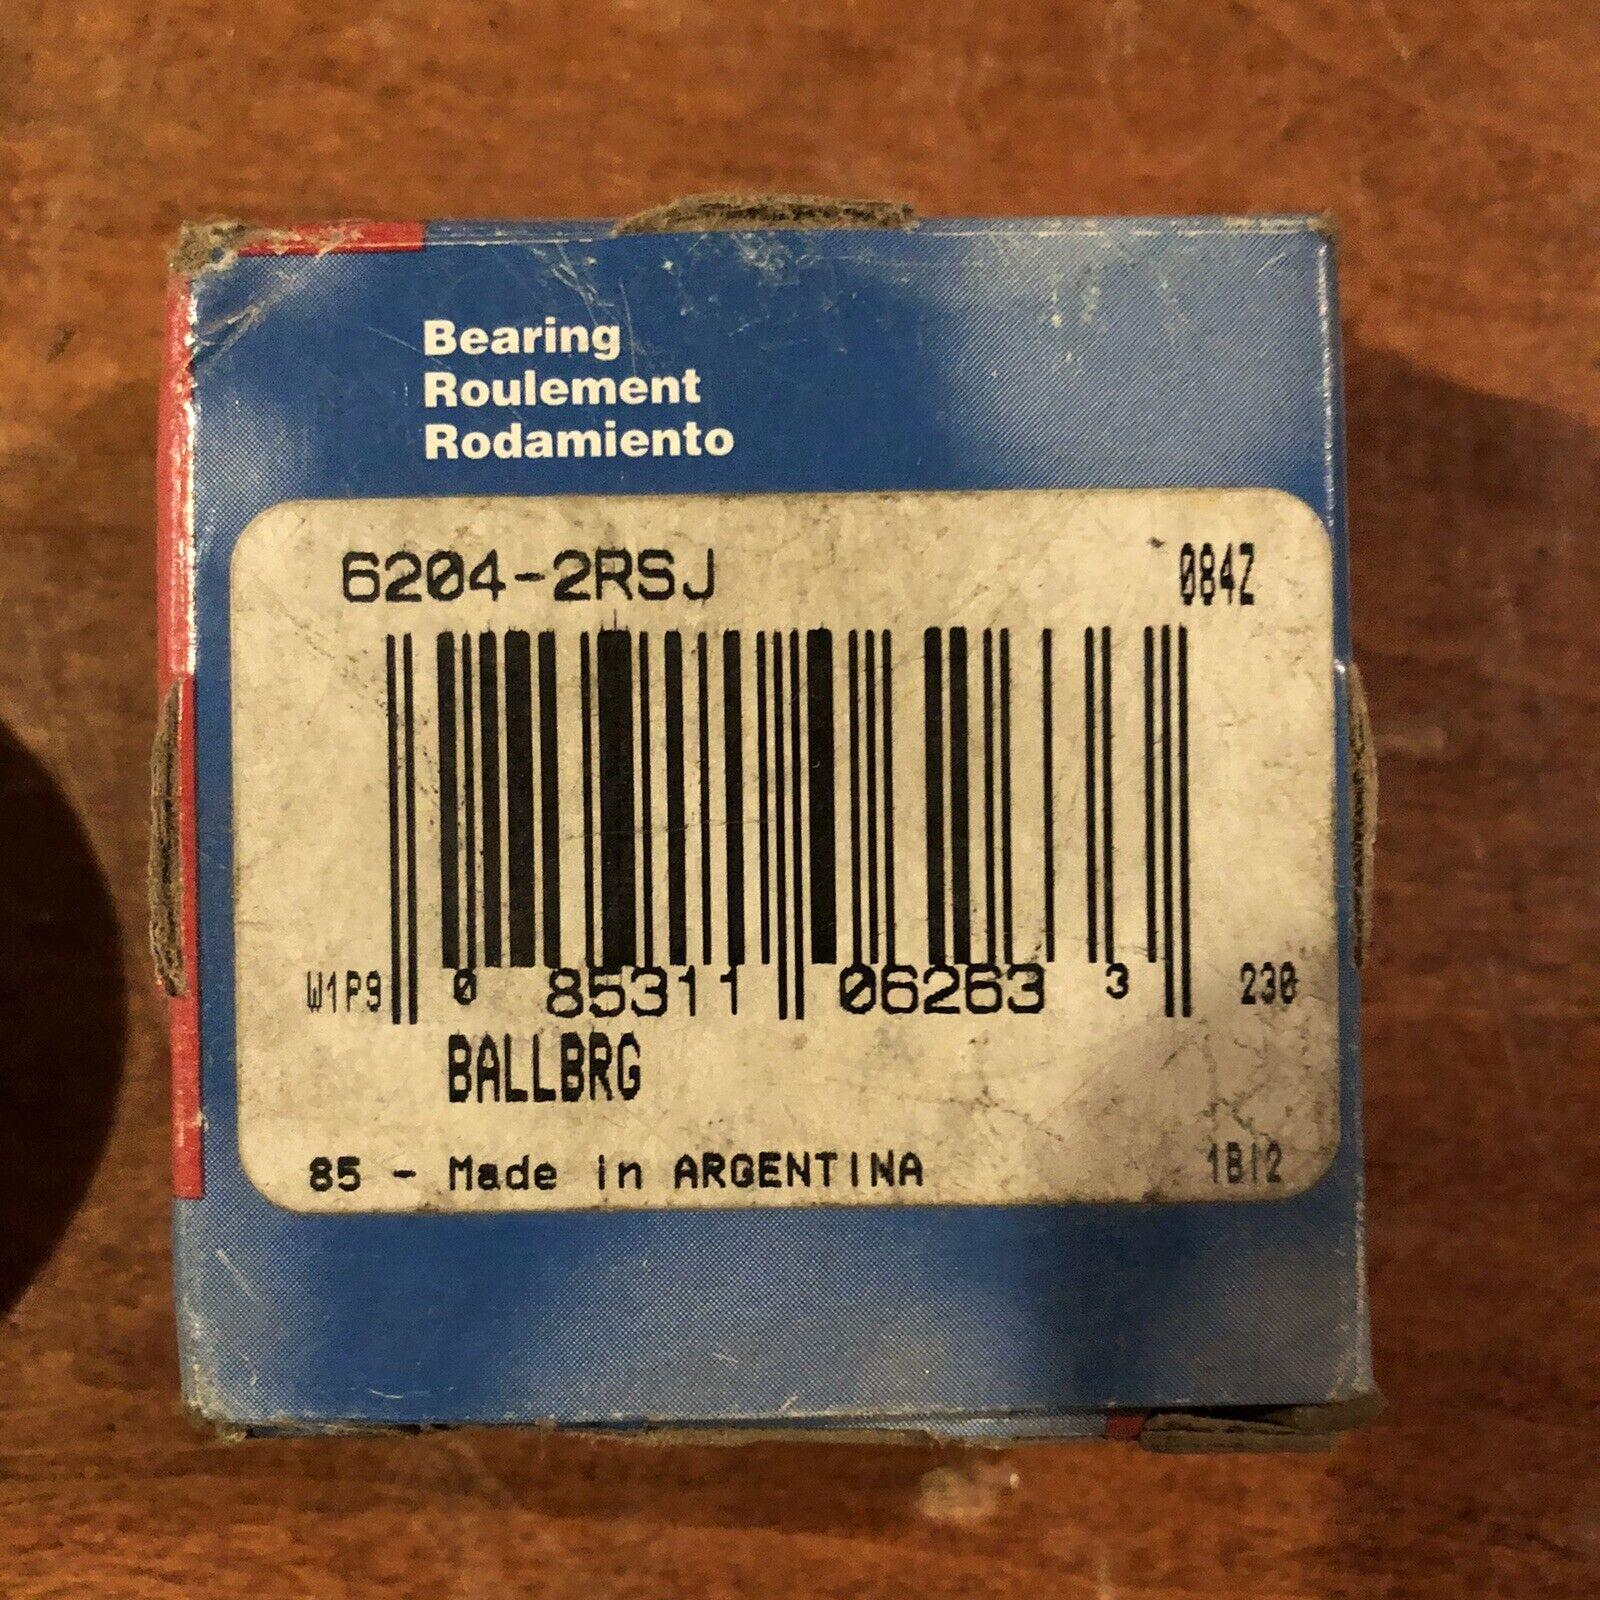 Bearing
Roulement
Rodamiento
6204-2RSJ 084Z
W1P9 0 85311 06263 3 230
BALLBRG
85 - Made in ARGENTINA 1B12